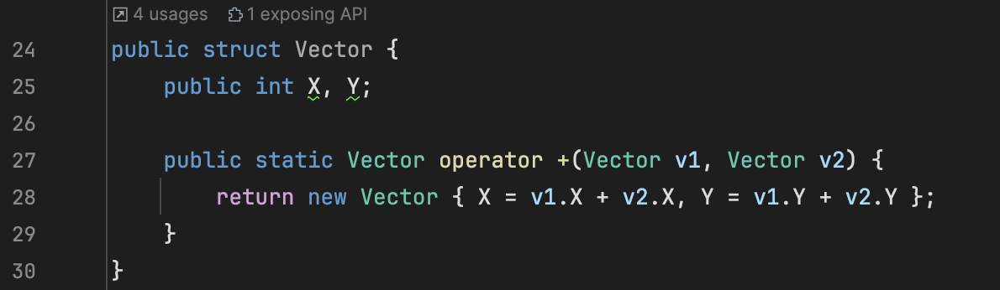 4 usages 1 exposing API
24 public struct Vector {
25 public int X, Y;
26
27 public static Vector operator +(Vector v1, Vector v2) {
28 return new Vector { X = v1.X + v2.X, Y = v1.Y + v2.Y };
29 }
30 }